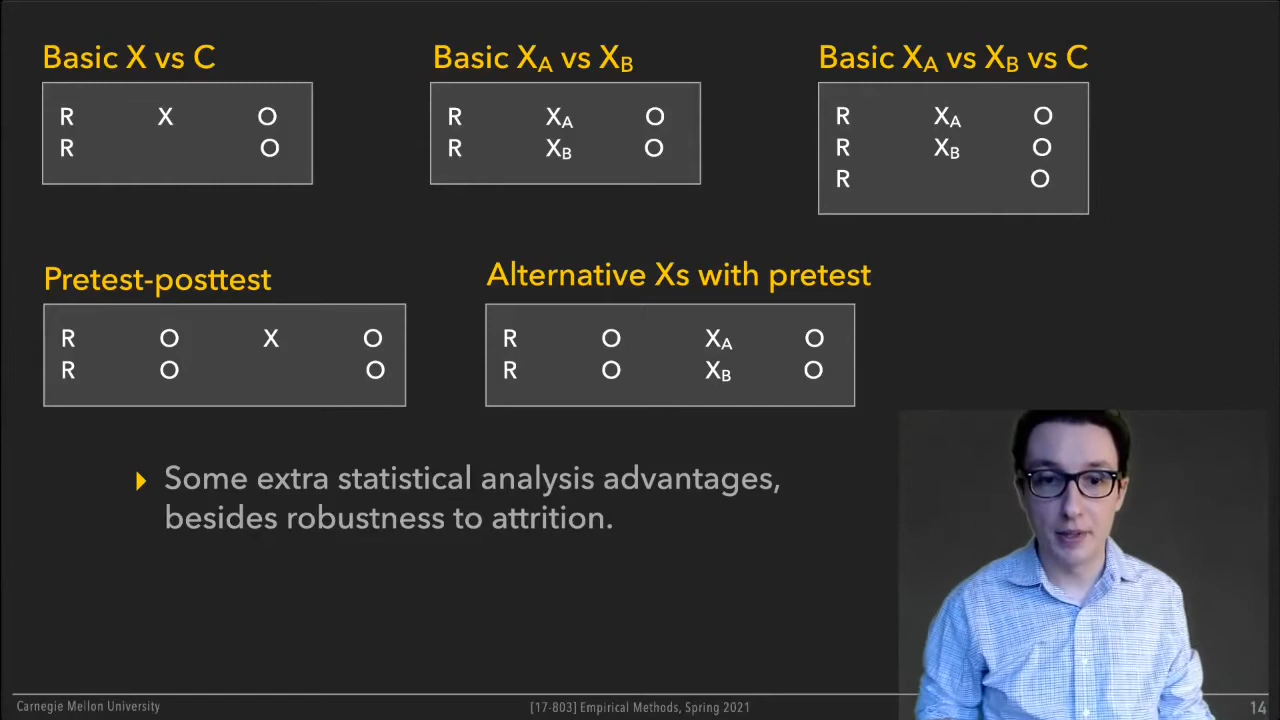 Basic X vs C
R X O
R O
Basic XA vs XB
R XA O
R XB O
Basic XA vs XB vs C
R XA O
R XB O
R O
Pretest-posttest
R O X O
R O O
Alternative Xs with pretest
R O XA O
R O XB O
Some extra statistical analysis advantages,
besides robustness to attrition.
Carnegie Mellon University
[17-803] Empirical Methods, Spring 2021
14